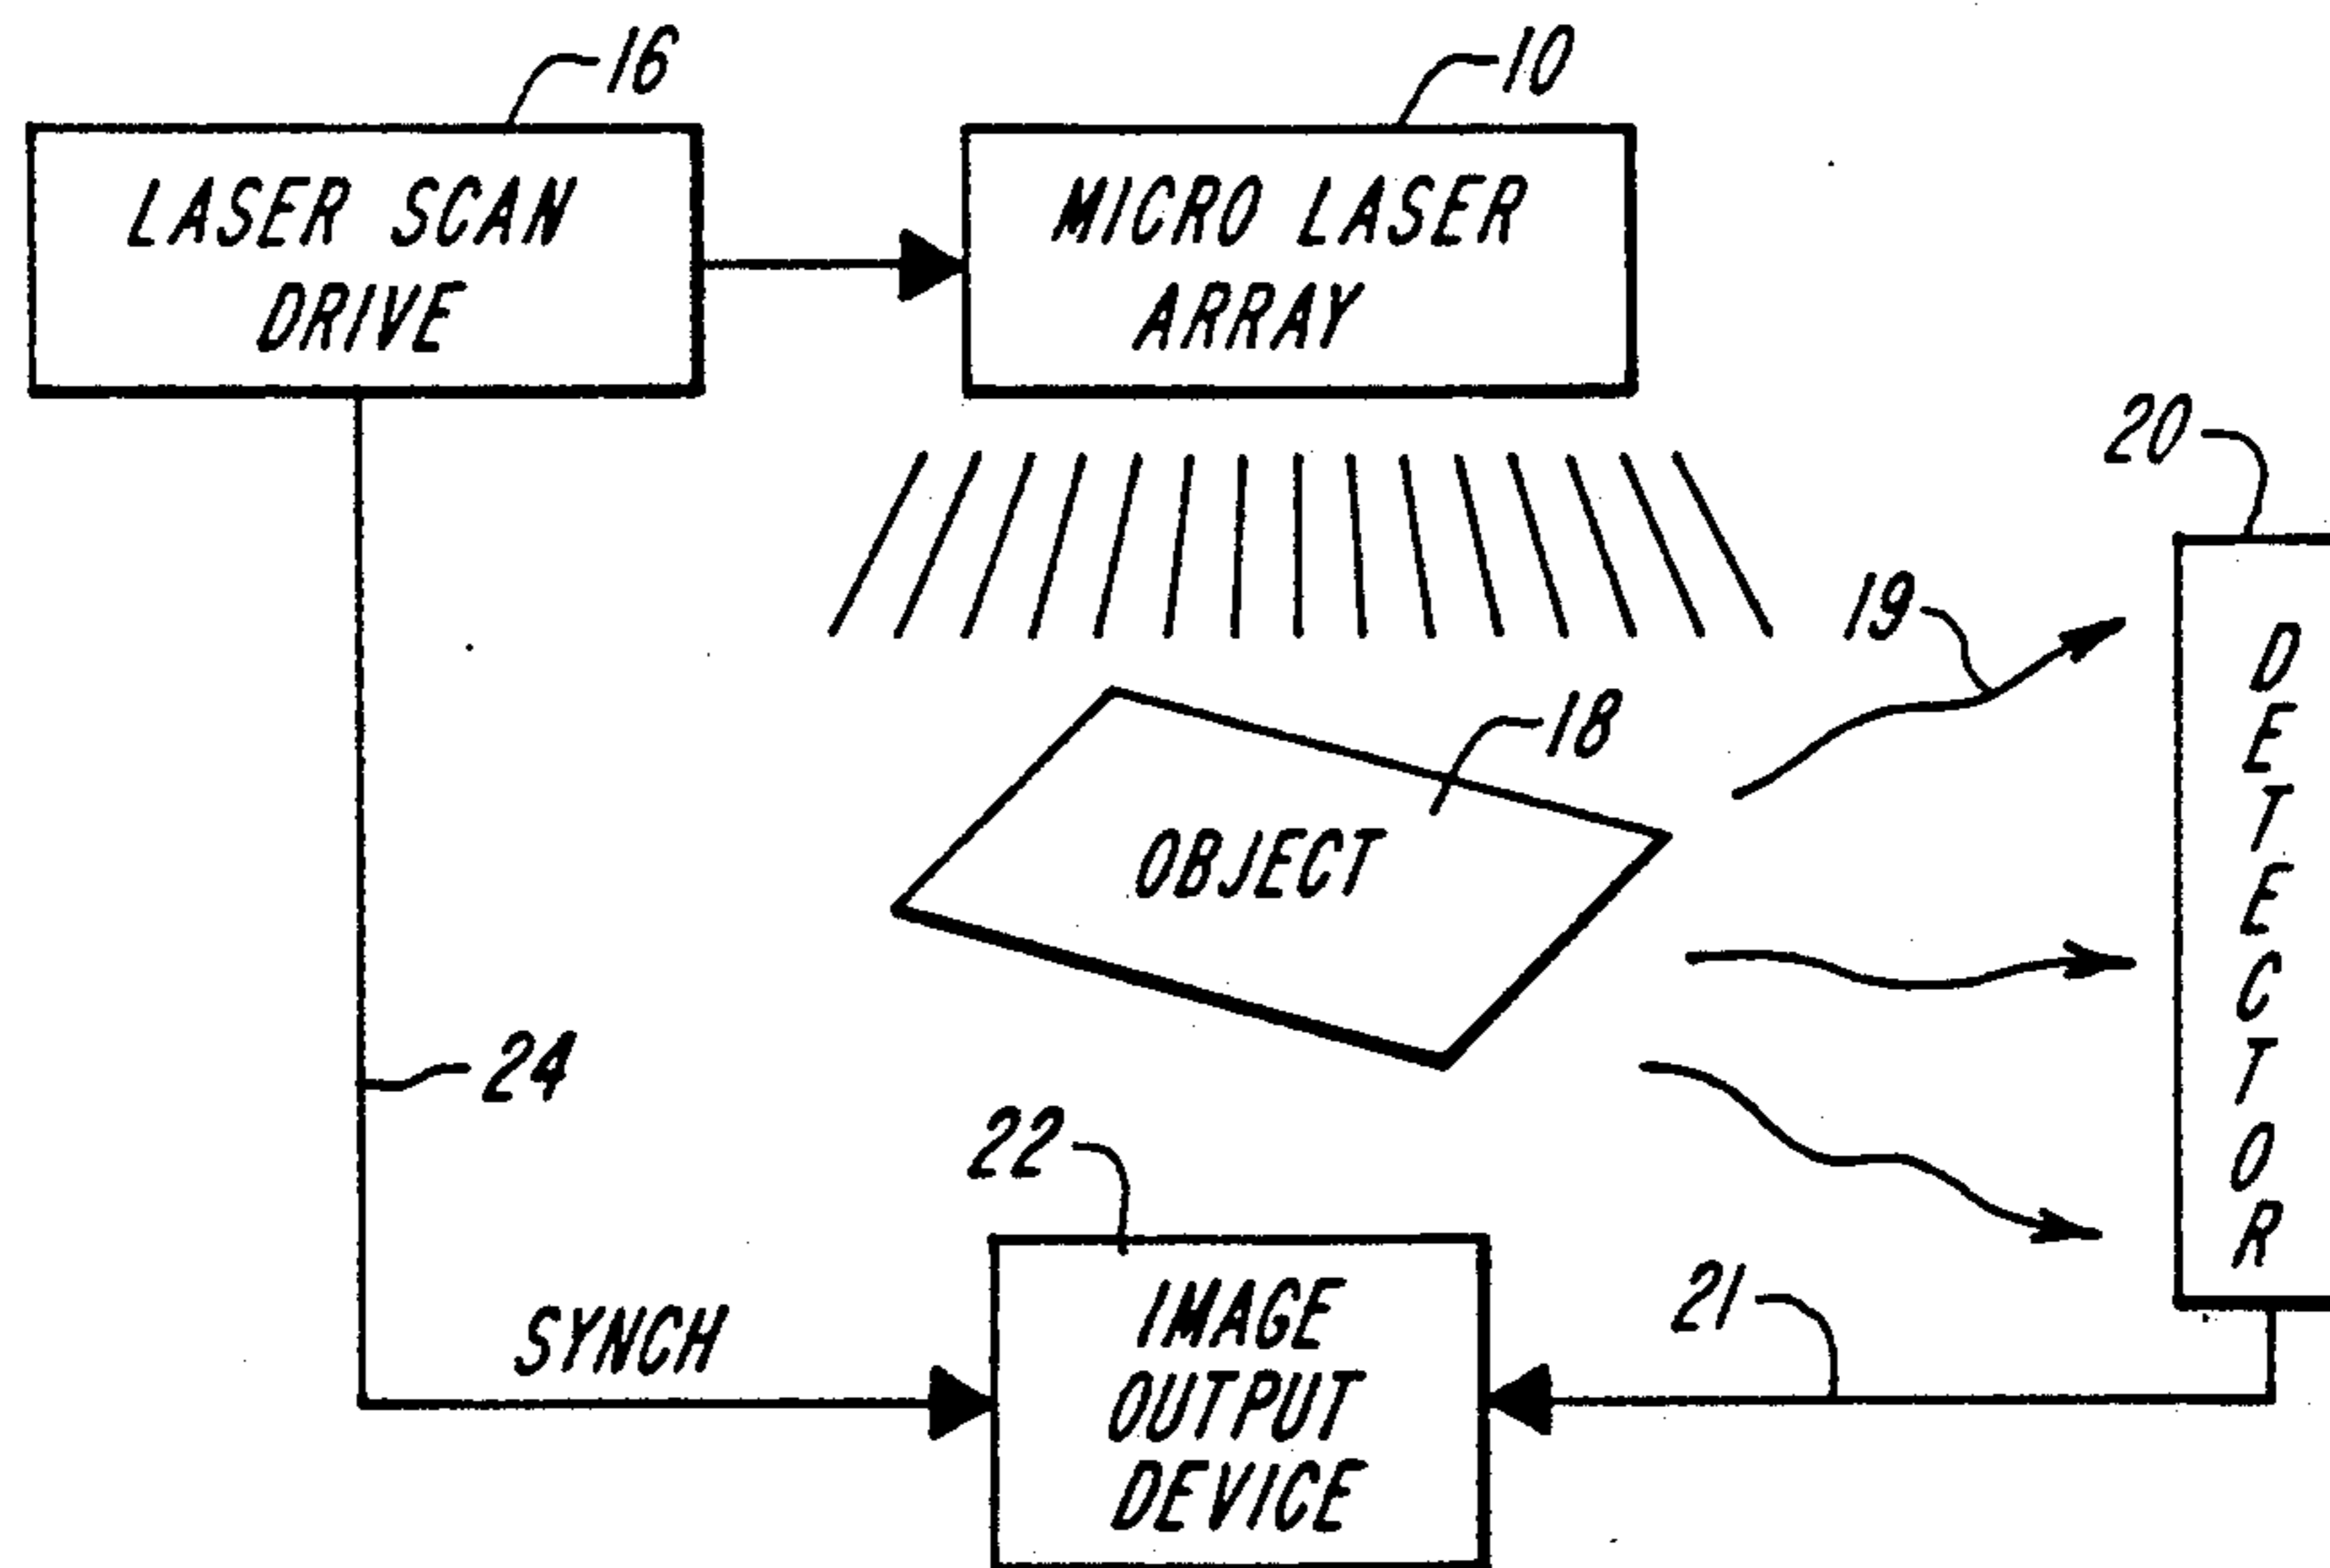 16
10
LASER SCAN
DRIVE
MICRO LASER
ARRAY
20
19
DETECTOR
18
OBJECT
24
22
21
SYNCH
IMAGE
OUTPUT
DEVICE